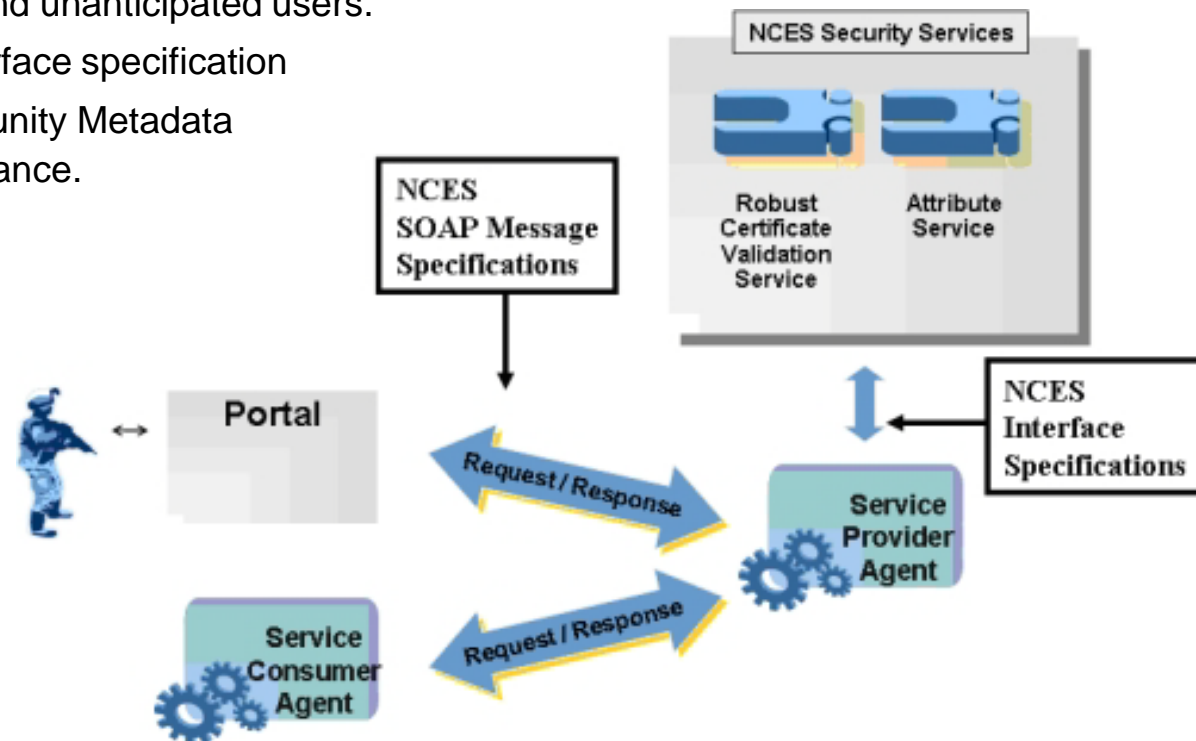 nd unanticipated users.
rface specification
unity Metadata
ance.
NCES Security Services
Robust
Certificate
Validation
Service
Attribute
Service
NCES
SOAP Message
Specifications
NCES
Interface
Specifications
Portal
Request / Response
Service
Provider
Agent
Request / Response
Service
Consumer
Agent